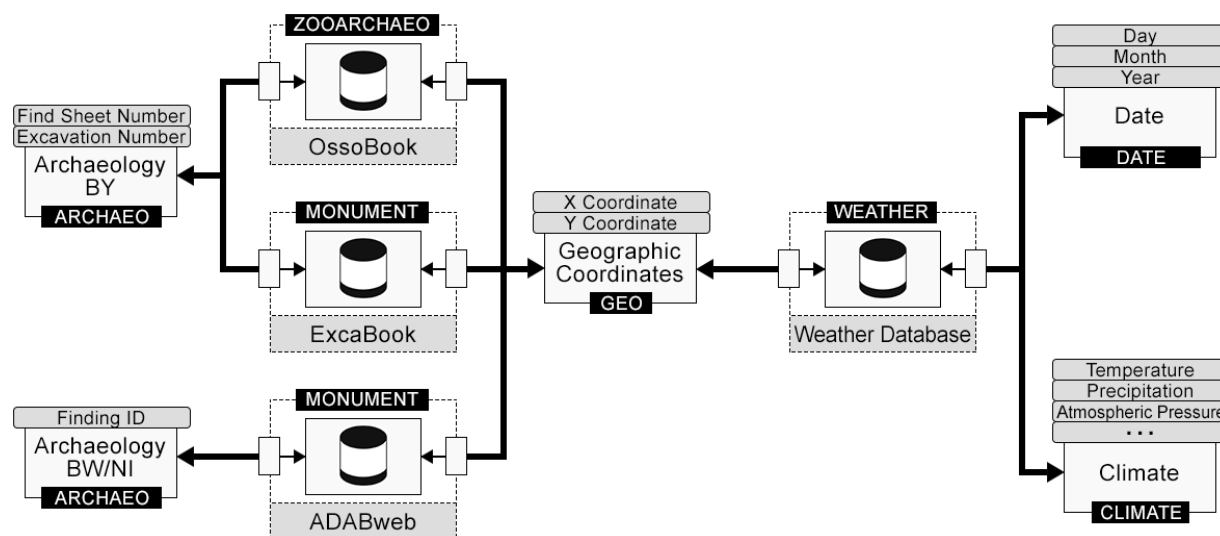 ZOOARCHAEO
OssoBook
Find Sheet Number
Excavation Number
Archaeology
BY
ARCHAEO
MONUMENT
ExcaBook
MONUMENT
ADABweb
Finding ID
Archaeology
BW/NI
ARCHAEO
X Coordinate
Y Coordinate
Geographic
Coordinates
GEO
WEATHER
Weather Database
Day
Month
Year
Date
DATE
Temperature
Precipitation
Atmospheric Pressure
...
Climate
CLIMATE